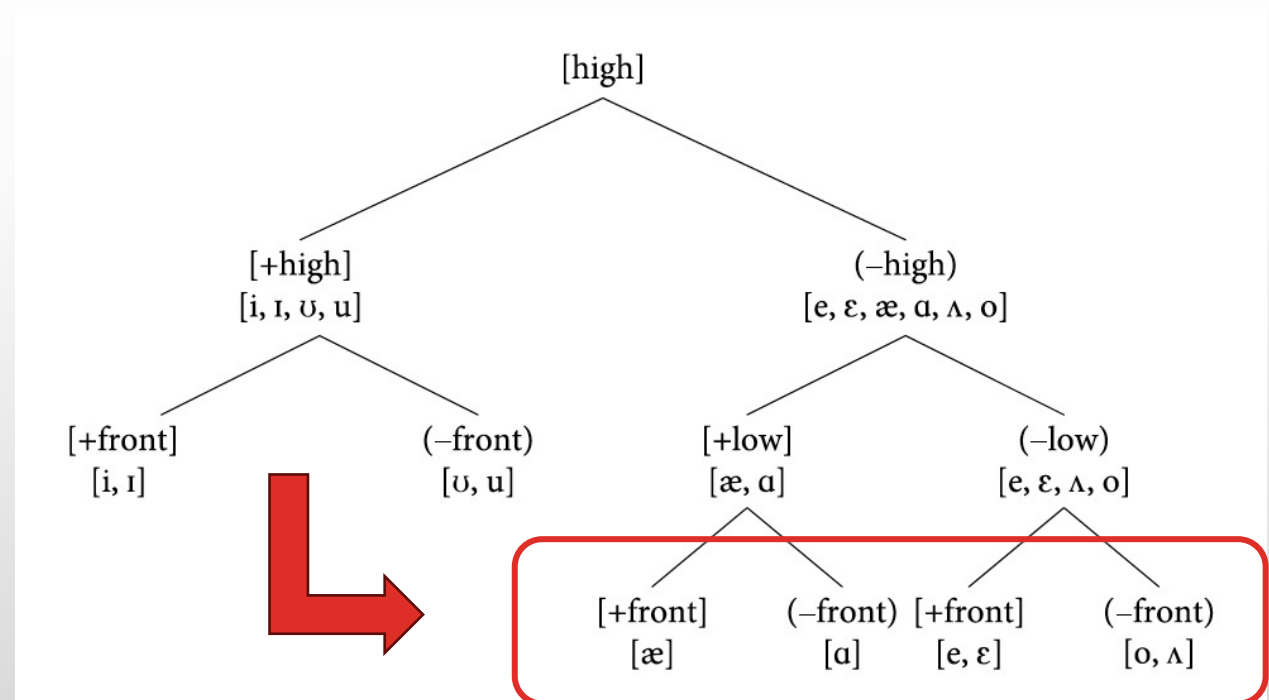 [high]
[+high] (–high)
[i, ɪ, ʊ, u] [e, ɛ, æ, ɑ, ʌ, o]
[+front] (–front) [+low] (–low)
[i, ɪ] [ʊ, u] [æ, ɑ] [e, ɛ, ʌ, o]
[+front] (–front) [+front] (–front)
[æ] [ɑ] [e, ɛ] [o, ʌ]